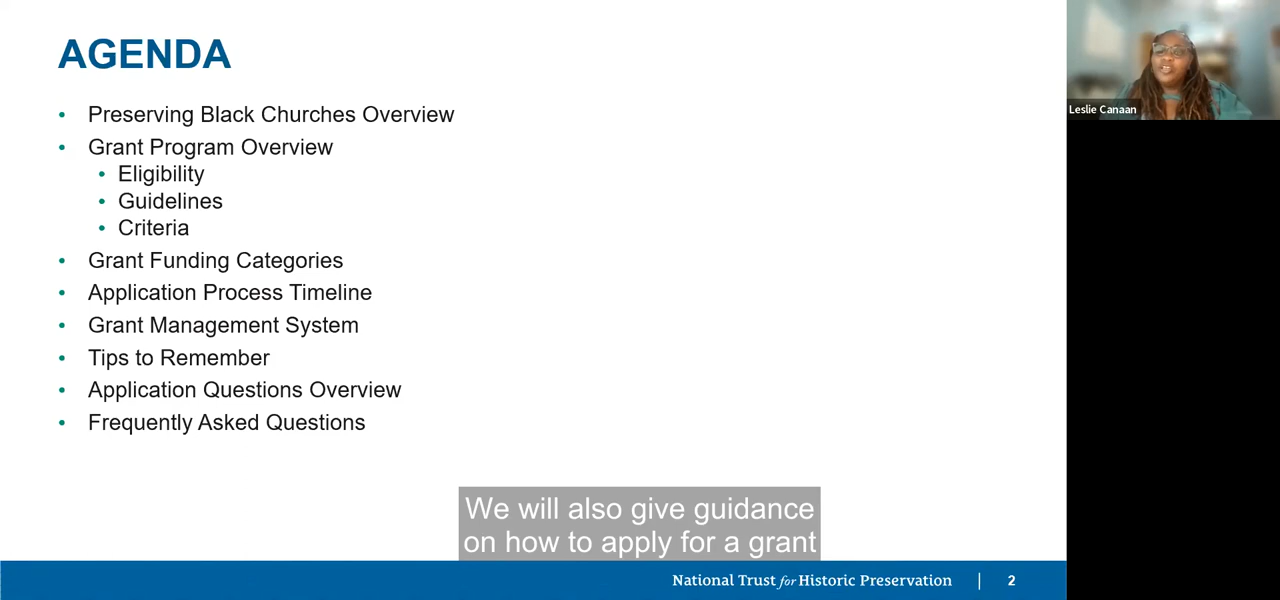 AGENDA
• Preserving Black Churches Overview
• Grant Program Overview
• Eligibility
• Guidelines
• Criteria
• Grant Funding Categories
• Application Process Timeline
• Grant Management System
• Tips to Remember
• Application Questions Overview
• Frequently Asked Questions
Leslie Canaan
We will also give guidance
on how to apply for a grant
National Trust for Historic Preservation | 2